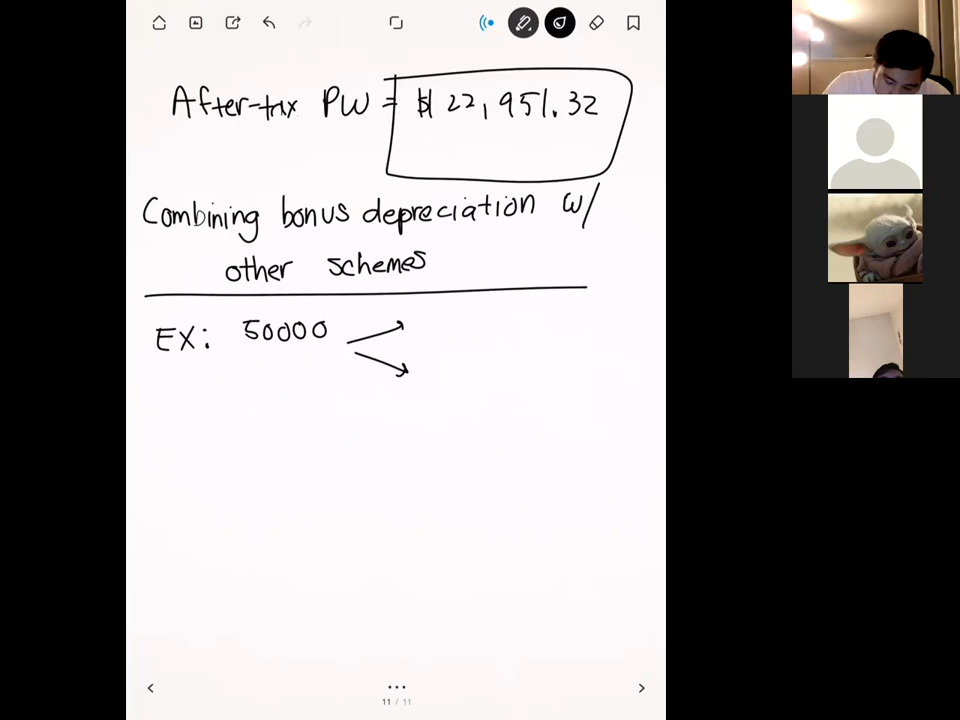 After-tax PW = $ 22,951.32
Combining bonus depreciation w/
other schemes
EX: 50000
11 / 11